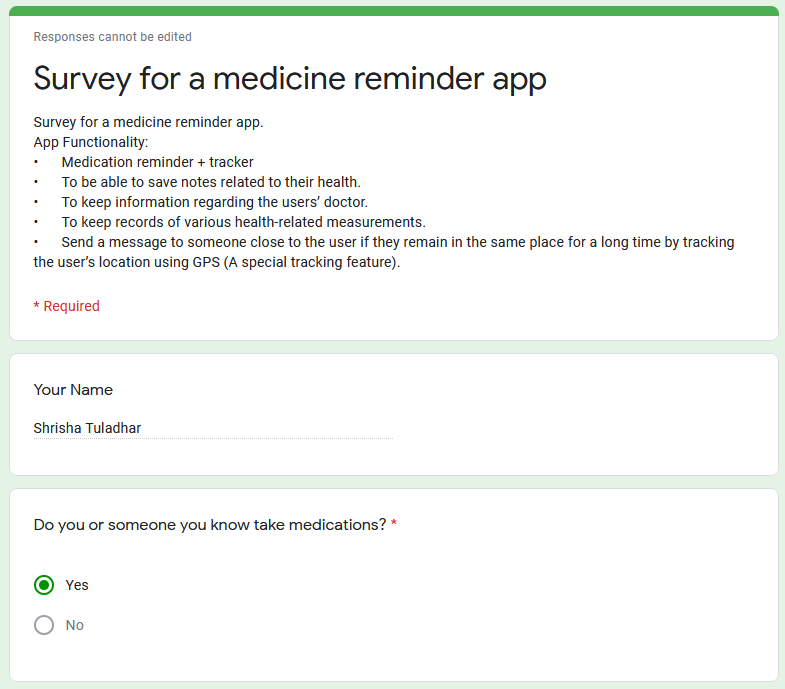 Responses cannot be edited
Survey for a medicine reminder app
Survey for a medicine reminder app.
App Functionality:
• Medication reminder + tracker
• To be able to save notes related to their health.
• To keep information regarding the users’ doctor.
• To keep records of various health-related measurements.
• Send a message to someone close to the user if they remain in the same place for a long time by tracking
the user’s location using GPS (A special tracking feature).
* Required
Your Name
Shrisha Tuladhar
Do you or someone you know take medications? *
Yes
No